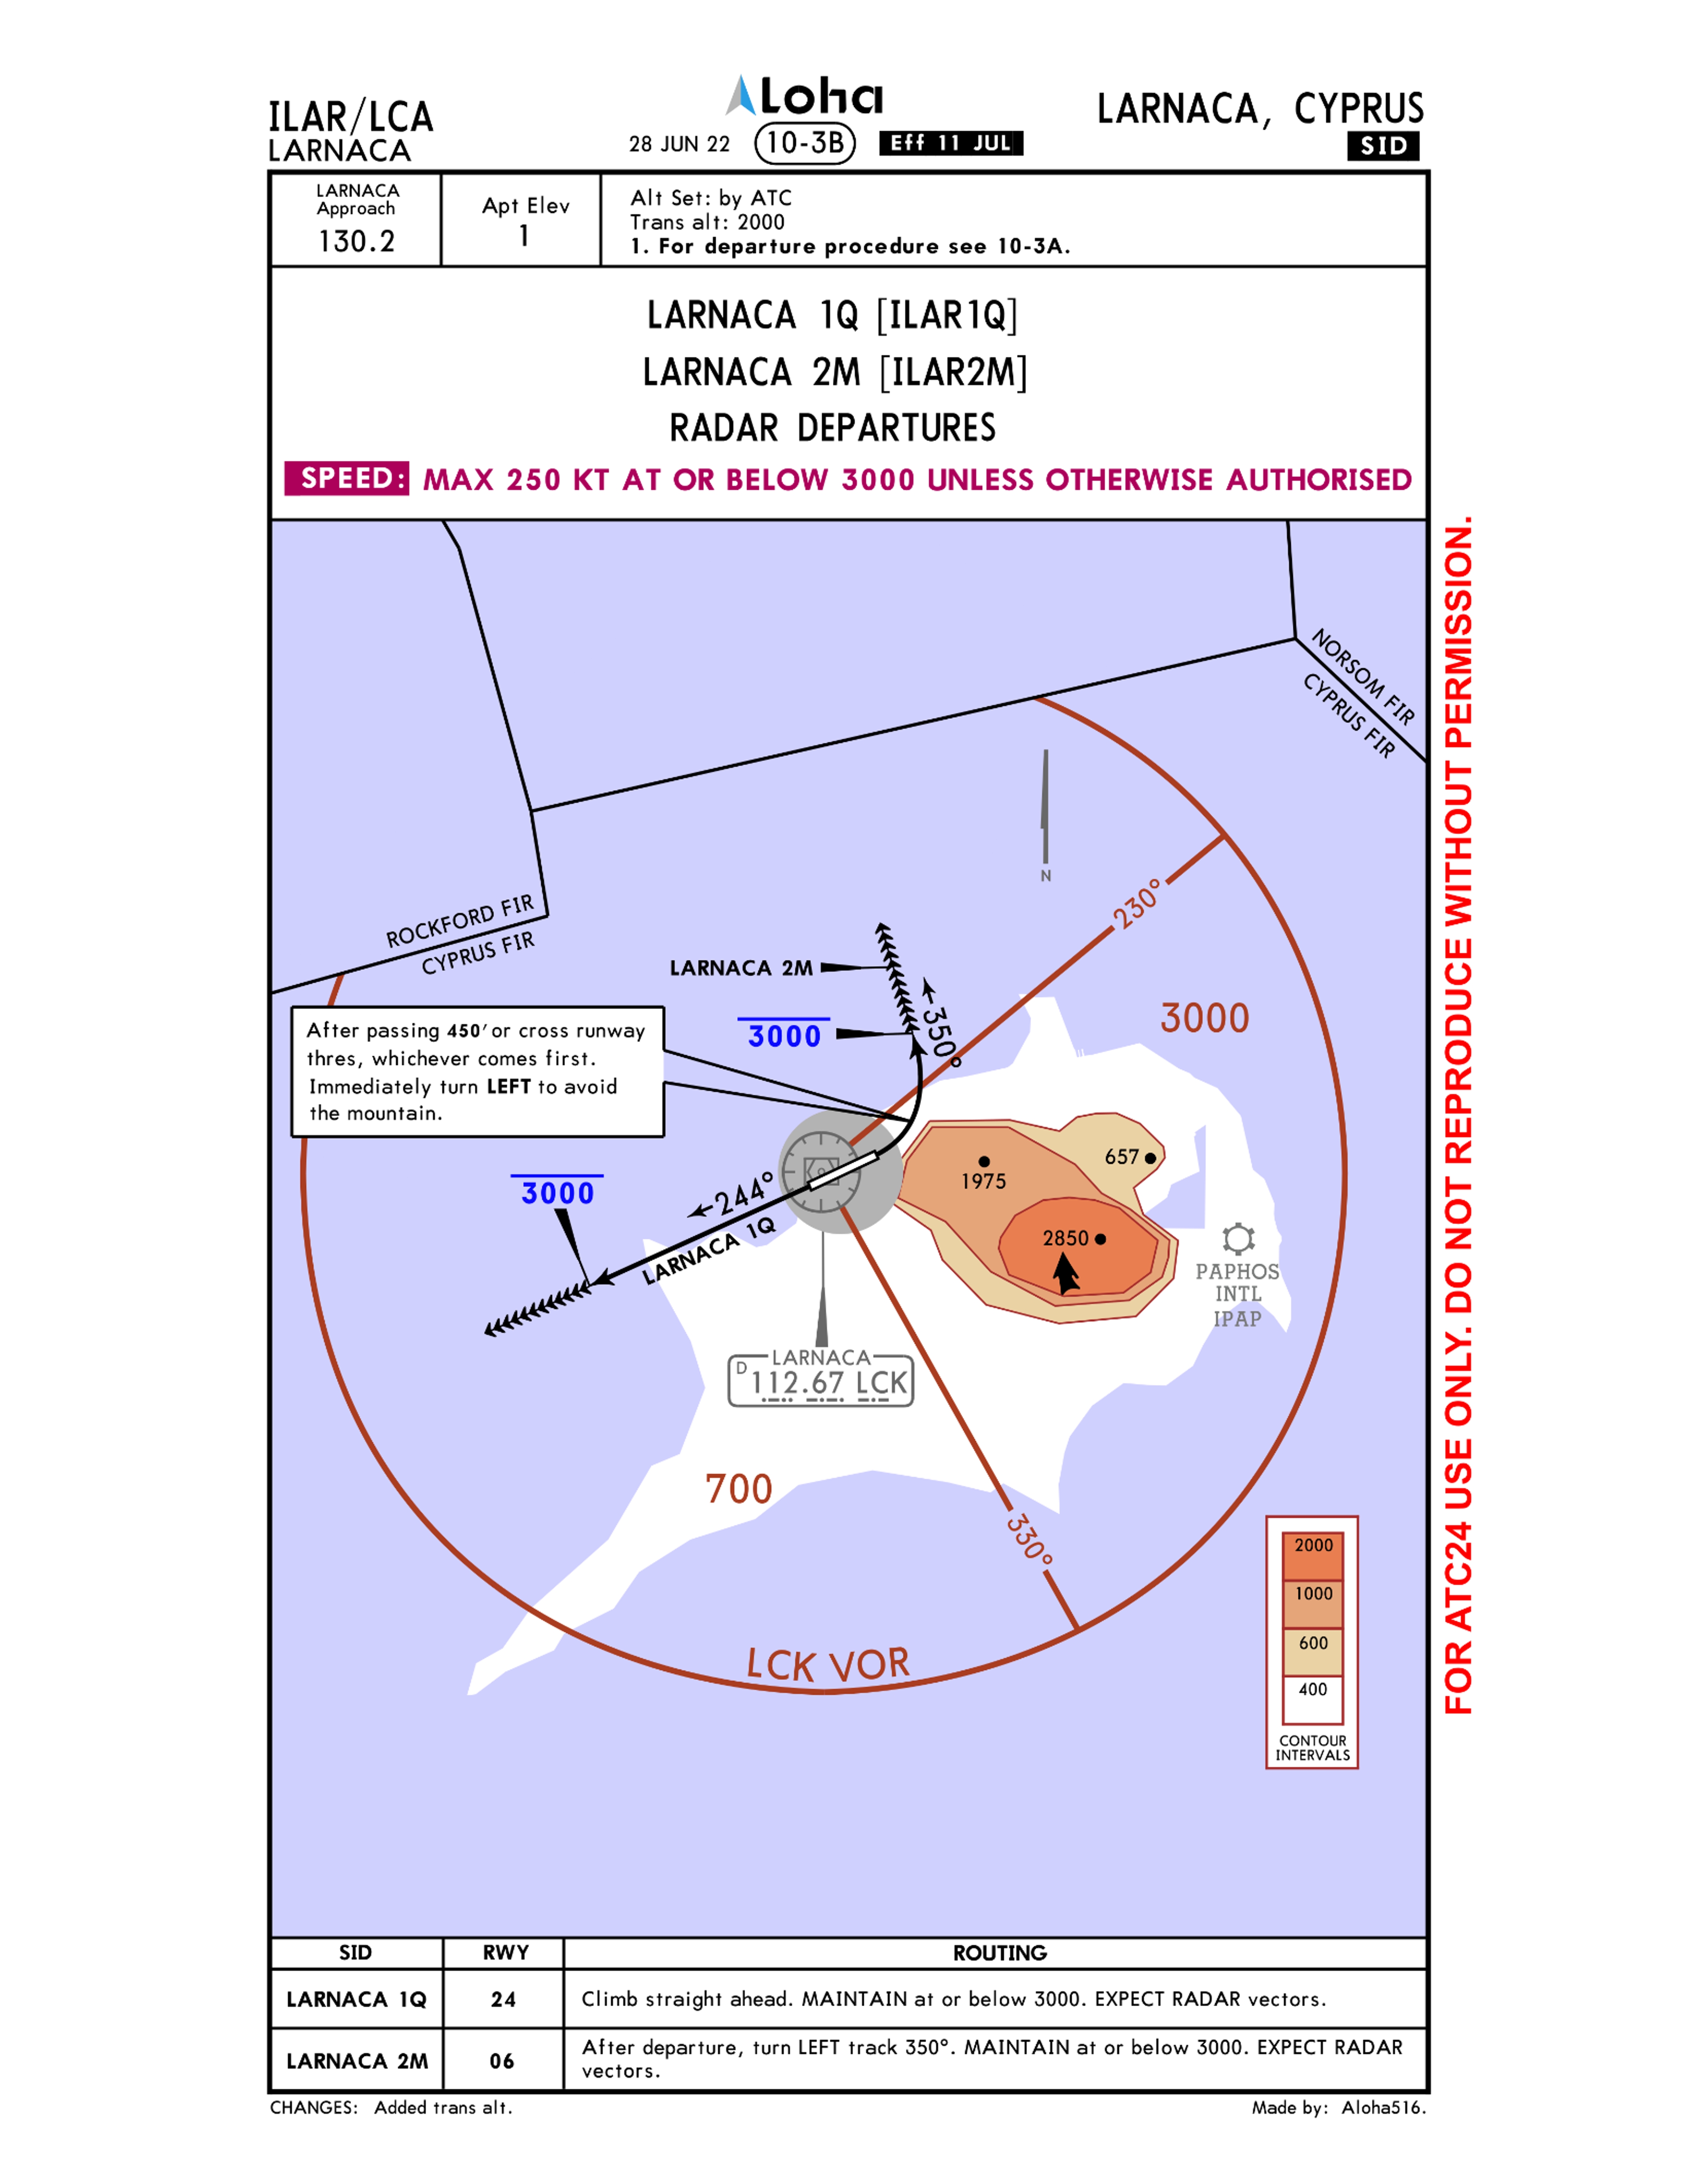 ILAR/LCA
LARNACA
Loha
28 JUN 22 10-3B Eff 11 JUL
LARNACA, CYPRUS
SID
LARNACA
Approach
130.2
Apt Elev
1
Alt Set: by ATC
Trans alt: 2000
1. For departure procedure see 10-3A.
LARNACA 1Q [ILAR1Q]
LARNACA 2M [ILAR2M]
RADAR DEPARTURES
SPEED: MAX 250 KT AT OR BELOW 3000 UNLESS OTHERWISE AUTHORISED
NORSOM FIR
CYPRUS FIR
N
230°
ROCKFORD FIR
CYPRUS FIR
LARNACA 2M
3000
350°
3000
After passing 450' or cross runway
thres, whichever comes first.
Immediately turn LEFT to avoid
the mountain.
657
1975
3000
244°
LARNACA 1Q
2850
PAPHOS
INTL
IPAP
LARNACA
D 112.67 LCK
700
330°
LCK VOR
2000
1000
600
400
CONTOUR
INTERVALS
FOR ATC24 USE ONLY. DO NOT REPRODUCE WITHOUT PERMISSION.
SID RWY ROUTING
LARNACA 1Q 24 Climb straight ahead. MAINTAIN at or below 3000. EXPECT RADAR vectors.
LARNACA 2M 06 After departure, turn LEFT track 350°. MAINTAIN at or below 3000. EXPECT RADAR
vectors.
CHANGES: Added trans alt.
Made by: Aloha516.